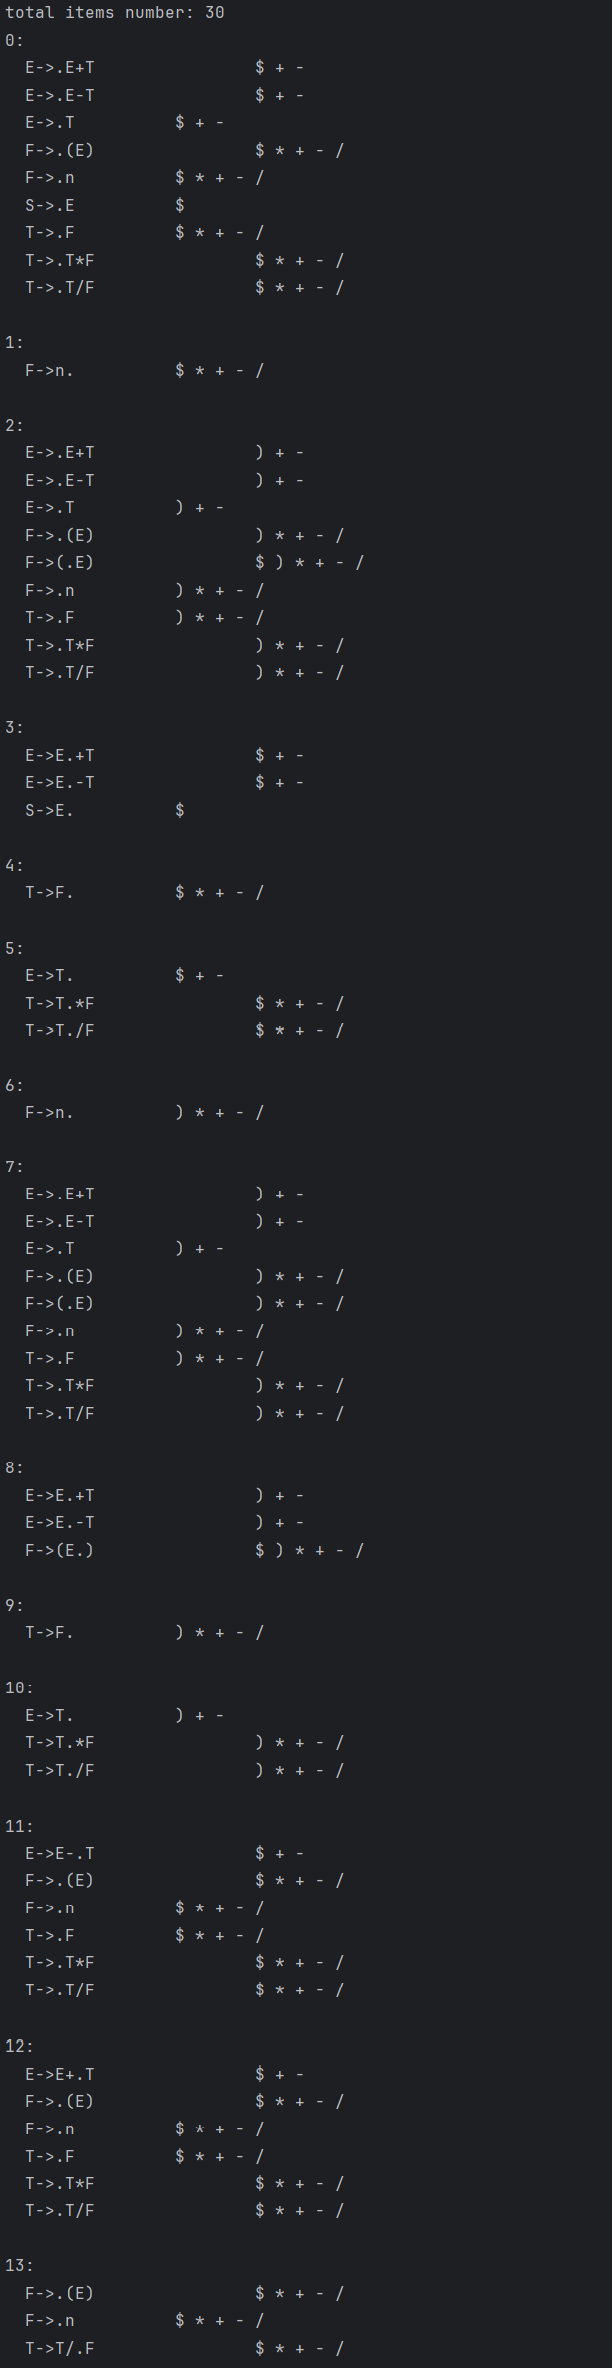 total items number: 30
0:
E->.E+T $ + -
E->.E-T $ + -
E->.T $ + -
F->.(E) $ * + - /
F->.n $ * + - /
S->.E $
T->.F $ * + - /
T->.T*F $ * + - /
T->.T/F $ * + - /
1:
F->n. $ * + - /
2:
E->.E+T ) + -
E->.E-T ) + -
E->.T ) + -
F->.(E) ) * + - /
F->(.E) $ ) * + - /
F->.n ) * + - /
T->.F ) * + - /
T->.T*F ) * + - /
T->.T/F ) * + - /
3:
E->E.+T $ + -
E->E.-T $ + -
S->E. $
4:
T->F. $ * + - /
5:
E->T. $ + -
T->T.*F $ * + - /
T->T./F $ * + - /
6:
F->n. ) * + - /
7:
E->.E+T ) + -
E->.E-T ) + -
E->.T ) + -
F->.(E) ) * + - /
F->(.E) ) * + - /
F->.n ) * + - /
T->.F ) * + - /
T->.T*F ) * + - /
T->.T/F ) * + - /
8:
E->E.+T ) + -
E->E.-T ) + -
F->(E.) $ ) * + - /
9:
T->F. ) * + - /
10:
E->T. ) + -
T->T.*F ) * + - /
T->T./F ) * + - /
11:
E->E-.T $ + -
F->.(E) $ * + - /
F->.n $ * + - /
T->.F $ * + - /
T->.T*F $ * + - /
T->.T/F $ * + - /
12:
E->E+.T $ + -
F->.(E) $ * + - /
F->.n $ * + - /
T->.F $ * + - /
T->.T*F $ * + - /
T->.T/F $ * + - /
13:
F->.(E) $ * + - /
F->.n $ * + - /
T->T/.F $ * + - /